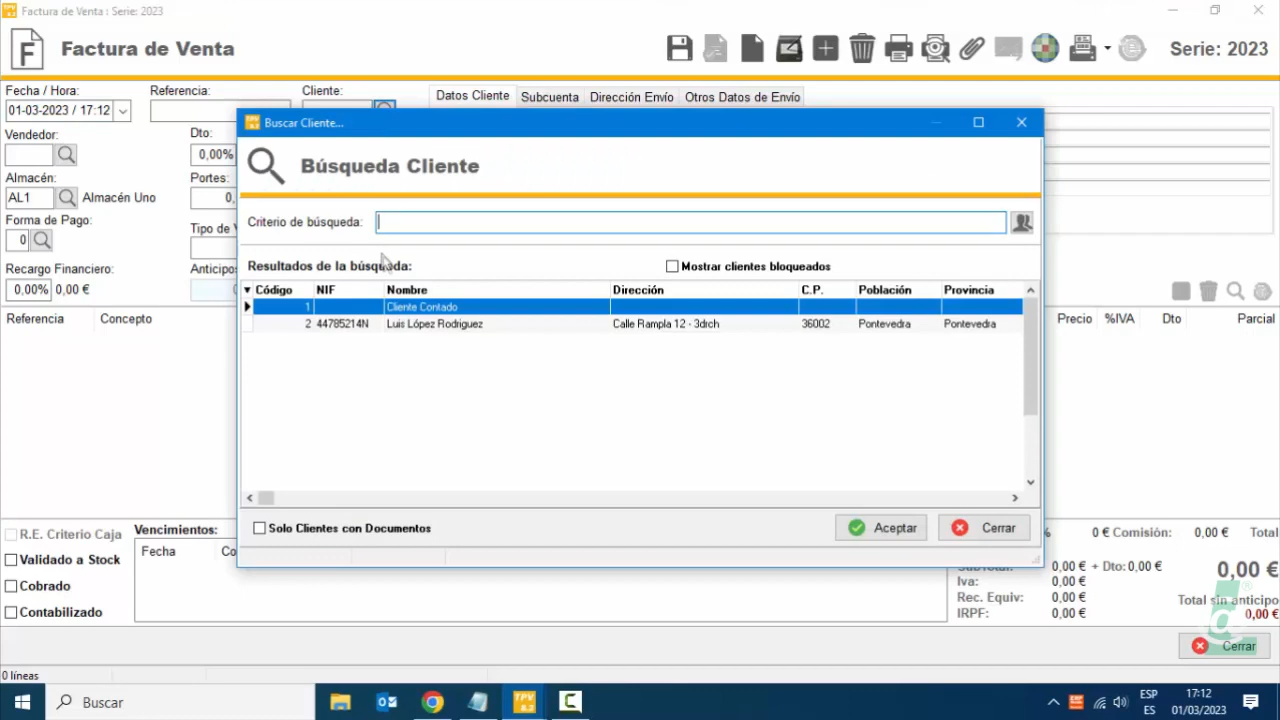 TPV : Factura de Venta : Serie: 2023
Factura de Venta
Serie: 2023
Fecha / Hora:
Referencia:
Cliente:
Datos Cliente
Subcuenta
Dirección Envío
Otros Datos de Envio
01-03-2023 / 17:12
Vendedor:
Dto:
0,00%
Almacén:
Portes:
AL1
Almacén Uno
0,
Forma de Pago:
Tipo de V
0
Recargo Financiero:
Anticipos
0,00%
0,00 €
0,
Referencia
Concepto
Precio
%IVA
Dto
Parcial
Buscar Cliente...
Búsqueda Cliente
Criterio de búsqueda:
Resultados de la búsqueda:
Mostrar clientes bloqueados
Código
NIF
Nombre
Dirección
C.P.
Población
Provincia
1
Cliente Contado
2
44785214N
Luis López Rodriguez
Calle Rampla 12 - 3drch
36002
Pontevedra
Pontevedra
Solo Clientes con Documentos
Aceptar
Cerrar
R.E. Criterio Caja
Vencimientos:
Validado a Stock
Fecha
Co
Cobrado
Contabilizado
%
0 €
Comisión:
0,00 €
Total
SubTotal:
0,00 €
+ Dto:
0,00 €
0,00 €
Iva:
0,00 €
Rec. Equiv:
0,00 €
Total sin anticipo
IRPF:
0,00 €
0,00 €
Cerrar
0 líneas
Buscar
ESP
ES
17:12
01/03/2023